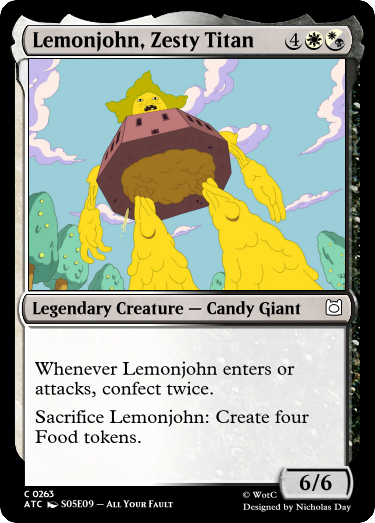 Lemonjohn, Zesty Titan 4
Legendary Creature — Candy Giant
Whenever Lemonjohn enters or
attacks, confect twice.
Sacrifice Lemonjohn: Create four
Food tokens.
6/6
C 0263
ATC S05E09 – All Your Fault
© WotC
Designed by Nicholas Day